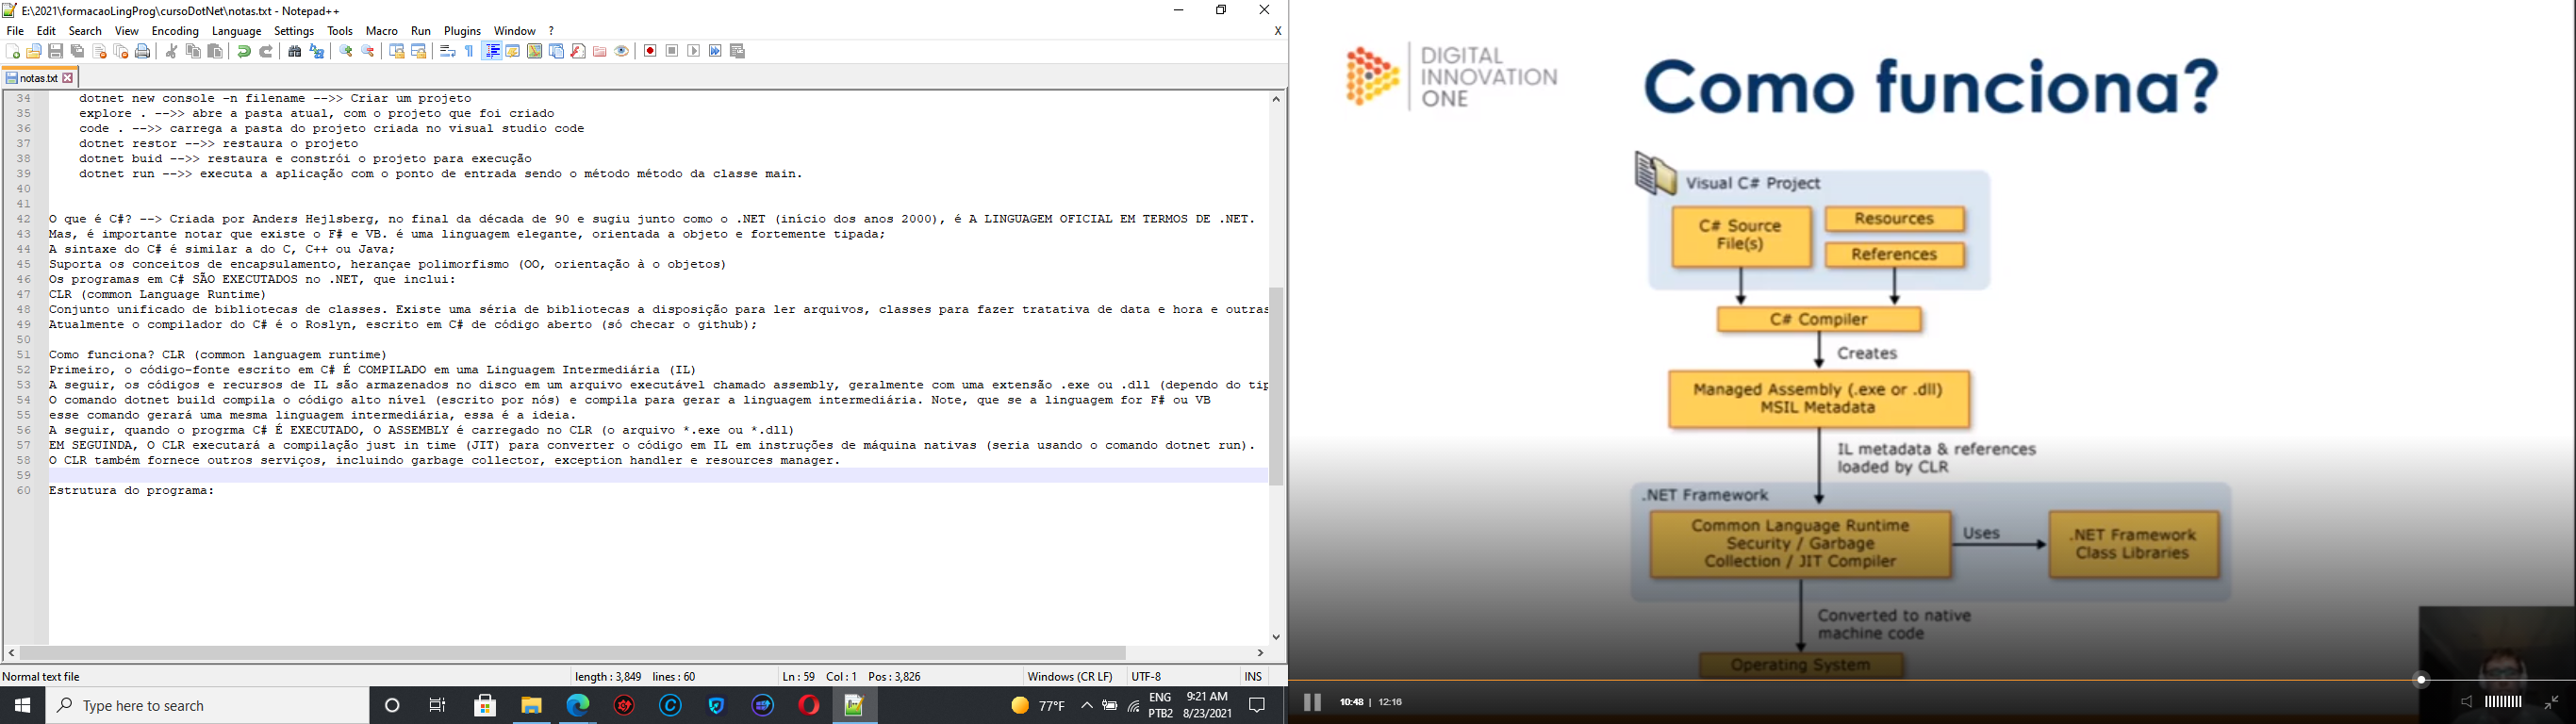 E:\2021\formacaoLingProg\cursoDotNet\notas.txt - Notepad++
File Edit Search View Encoding Language Settings Tools Macro Run Plugins Window ? X
notas.txt
34 dotnet new console -n filename -->> Criar um projeto
35 explore . -->> abre a pasta atual, com o projeto que foi criado
36 code . -->> carrega a pasta do projeto criada no visual studio code
37 dotnet restor -->> restaura o projeto
38 dotnet buid -->> restaura e constrói o projeto para execução
39 dotnet run -->> executa a aplicação com o ponto de entrada sendo o método método da classe main.
40
41
42 O que é C#? --> Criada por Anders Hejlsberg, no final da década de 90 e sugiu junto como o .NET (início dos anos 2000), é A LINGUAGEM OFICIAL EM TERMOS DE .NET.
43 Mas, é importante notar que existe o F# e VB. é uma linguagem elegante, orientada a objeto e fortemente tipada;
44 A sintaxe do C# é similar a do C, C++ ou Java;
45 Suporta os conceitos de encapsulamento, herançae polimorfismo (OO, orientação à o objetos)
46 Os programas em C# SÃO EXECUTADOS no .NET, que inclui:
47 CLR (common Language Runtime)
48 Conjunto unificado de bibliotecas de classes. Existe uma séria de bibliotecas a disposição para ler arquivos, classes para fazer tratativa de data e hora e outras
49 Atualmente o compilador do C# é o Roslyn, escrito em C# de código aberto (só checar o github);
50
51 Como funciona? CLR (common languagem runtime)
52 Primeiro, o código-fonte escrito em C# É COMPILADO em uma Linguagem Intermediária (IL)
53 A seguir, os códigos e recursos de IL são armazenados no disco em um arquivo executável chamado assembly, geralmente com uma extensão .exe ou .dll (dependo do tip
54 O comando dotnet build compila o código alto nível (escrito por nós) e compila para gerar a linguagem intermediária. Note, que se a linguagem for F# ou VB
55 esse comando gerará uma mesma linguagem intermediária, essa é a ideia.
56 A seguir, quando o progrma C# É EXECUTADO, O ASSEMBLY é carregado no CLR (o arquivo *.exe ou *.dll)
57 EM SEGUINDA, O CLR executará a compilação just in time (JIT) para converter o código em IL em instruções de máquina nativas (seria usando o comando dotnet run).
58 O CLR também fornece outros serviços, incluindo garbage collector, exception handler e resources manager.
59
60 Estrutura do programa:
Normal text file length : 3,849 lines : 60 Ln : 59 Col : 1 Pos : 3,826 Windows (CR LF) UTF-8 INS
Type here to search
77°F
ENG
PTB2
9:21 AM
8/23/2021
DIGITAL
INNOVATION
ONE
Como funciona?
Visual C# Project
C# Source
File(s)
Resources
References
C# Compiler
Creates
Managed Assembly (.exe or .dll)
MSIL Metadata
IL metadata & references
loaded by CLR
.NET Framework
Common Language Runtime
Security / Garbage
Collection / JIT Compiler
Uses
.NET Framework
Class Libraries
Converted to native
machine code
Operating System
10:48 | 12:16